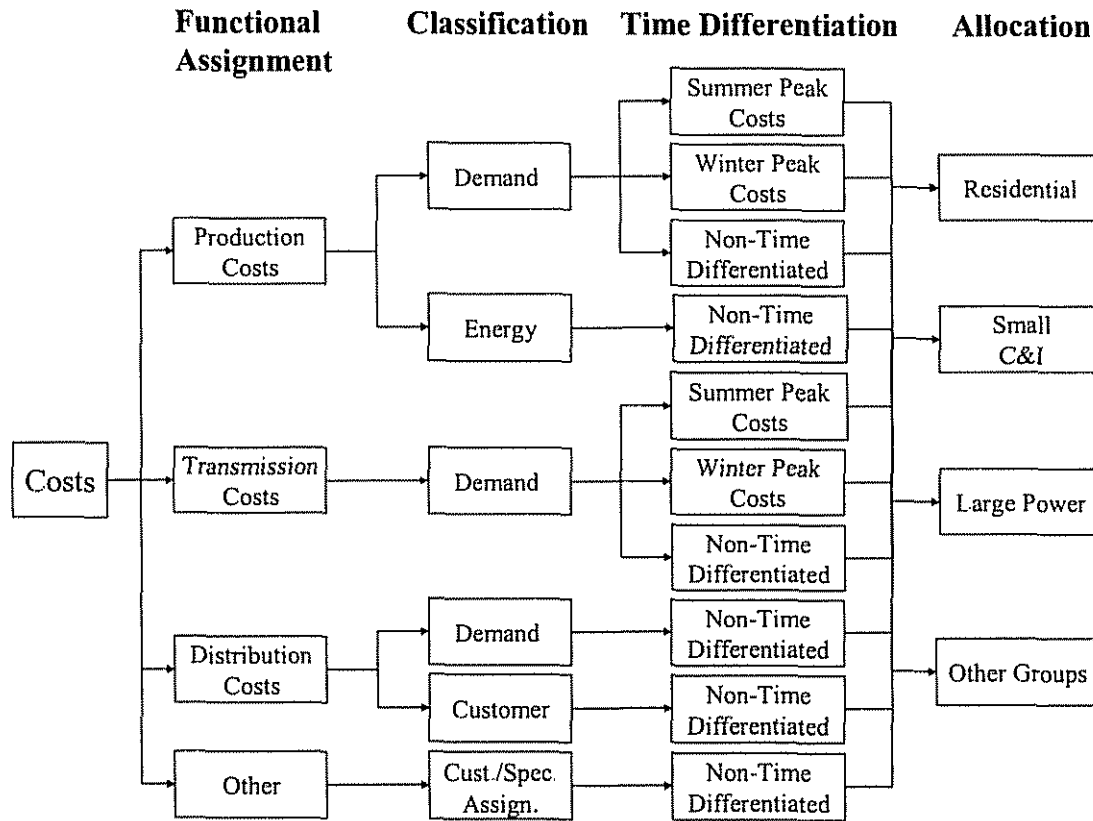 Functional
Assignment
Classification
Time Differentiation
Allocation
Summer Peak
Costs
Demand
Winter Peak
Costs
Residential
Production
Costs
Non-Time
Differentiated
Energy
Non-Time
Differentiated
Small
C&I
Summer Peak
Costs
Costs
Transmission
Costs
Demand
Winter Peak
Costs
Large Power
Non-Time
Differentiated
Distribution
Costs
Demand
Non-Time
Differentiated
Other Groups
Customer
Non-Time
Differentiated
Other
Cust./Spec.
Assign.
Non-Time
Differentiated